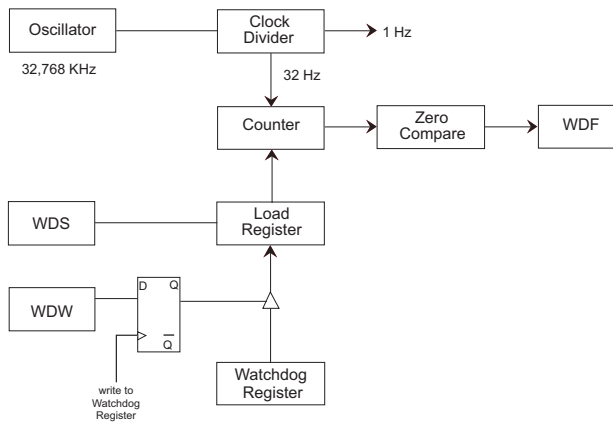 Oscillator
Clock
Divider
1 Hz
32,768 KHz
32 Hz
Counter
Zero
Compare
WDF
WDS
Load
Register
D
Q
WDW
Q
Watchdog
Register
write to
Watchdog
Register